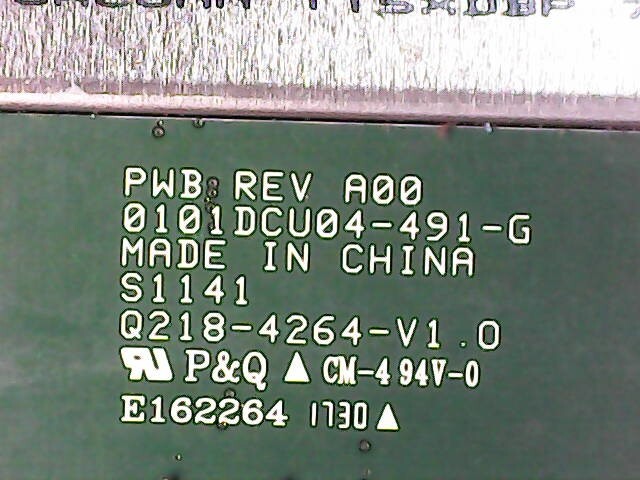 PWB REV A00
0101DCU04-491-G
MADE IN CHINA
S1141
Q218-4264-V1.0
P&Q ▲ CM-4 94V-0
E162264 1730▲